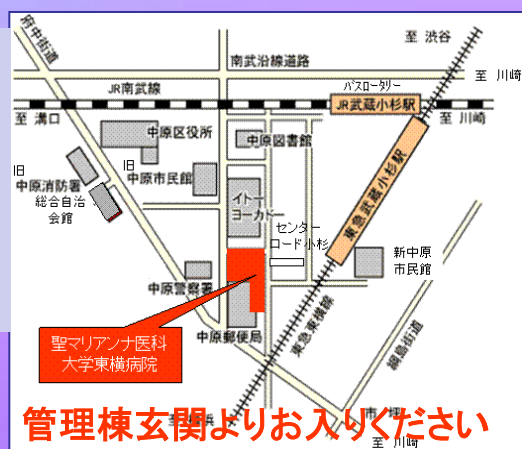 府中街道
至 渋谷
南武沿線道路
至 川崎
JR南武線
バスロータリー
JR武蔵小杉駅
至 溝口
至 川崎
中原区役所
中原図書館
旧
中原市民館
旧
中原消防署
総合自治
会館
イトー
ヨーカドー
東急武蔵小杉駅
センター
ロード小杉
新中原
市民館
中原警察署
中原郵便局
東急東横線
綱島街道
聖マリアンナ医科
大学東横病院
市ノ坪
至 横浜
管理棟玄関よりお入りください
至 川崎